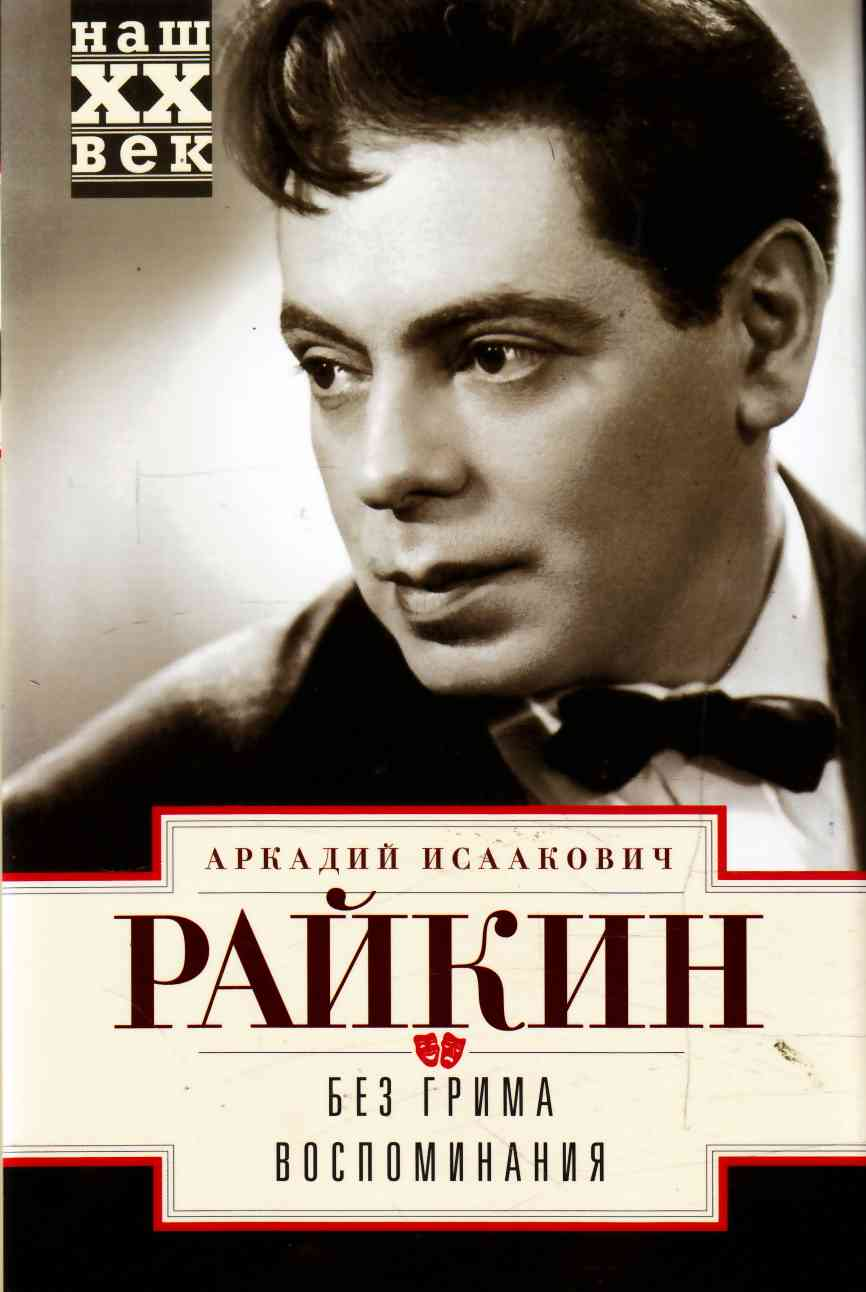 наш
XX
век
АРКАДИЙ ИСААКОВИЧ
РАЙКИН
БЕЗ ГРИМА
ВОСПОМИНАНИЯ